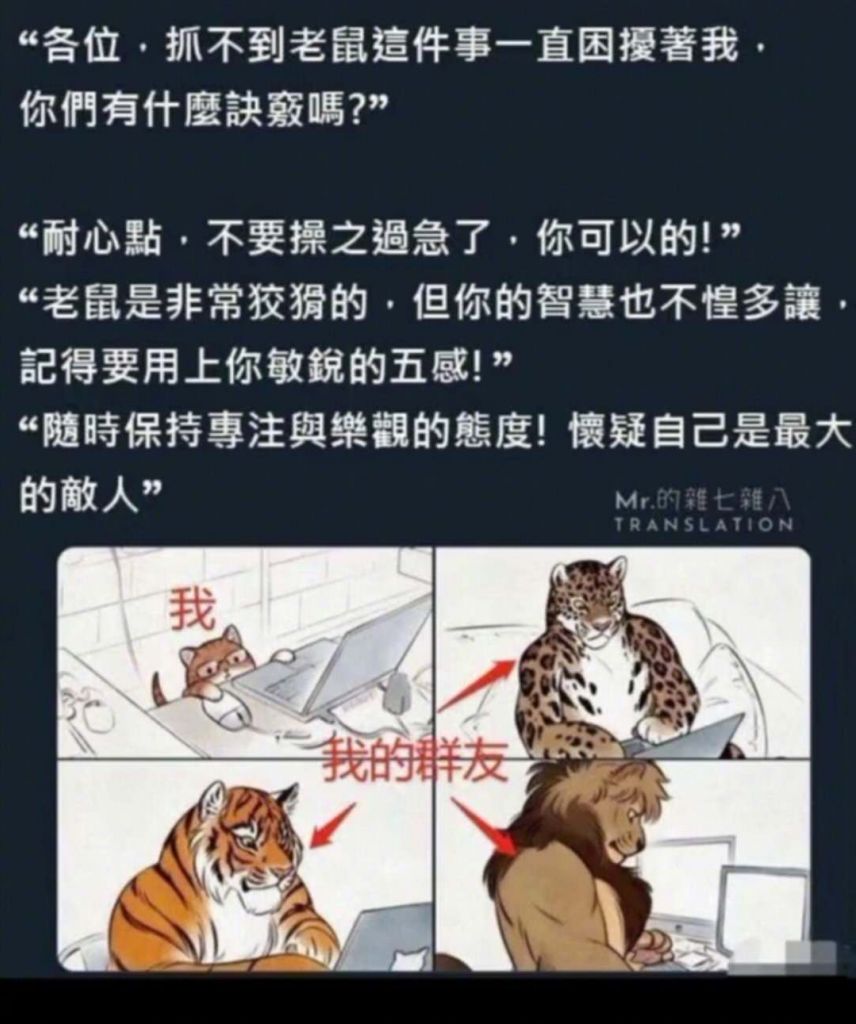 “各位，抓不到老鼠這件事一直困擾著我，
你們有什麼訣竅嗎?”
“耐心點，不要操之過急了，你可以的!”
“老鼠是非常狡猾的，但你的智慧也不惶多讓，
記得要用上你敏銳的五感!”
“隨時保持專注與樂觀的態度! 懷疑自己是最大
的敵人”
Mr.的雜七雜八
TRANSLATION
我
我的群友